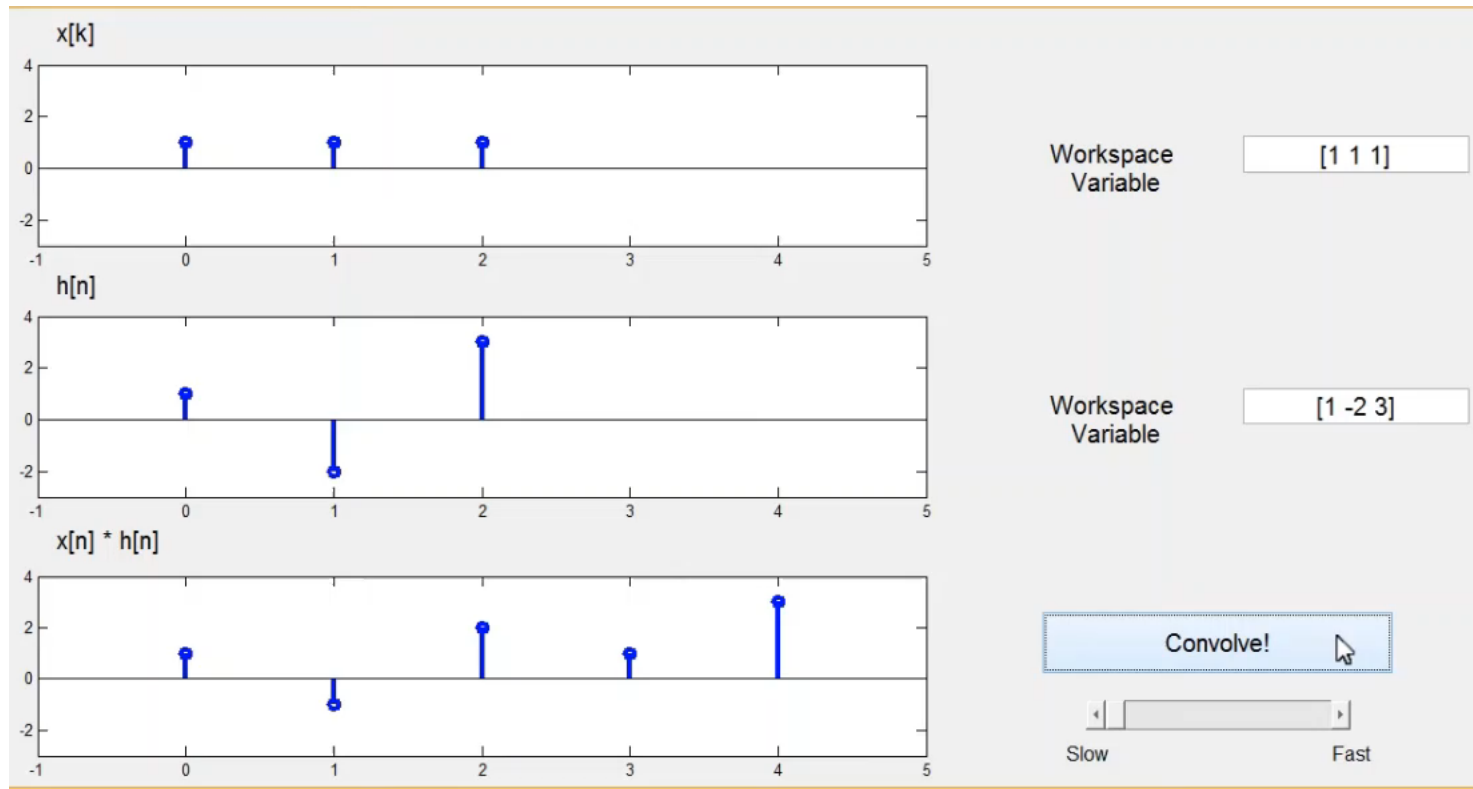 x[k]
4
2
0
-2
-1 0 1 2 3 4 5
Workspace
Variable
[1 1 1]
h[n]
4
2
0
-2
-1 0 1 2 3 4 5
Workspace
Variable
[1 -2 3]
x[n] * h[n]
4
2
0
-2
-1 0 1 2 3 4 5
Convolve!
Slow Fast